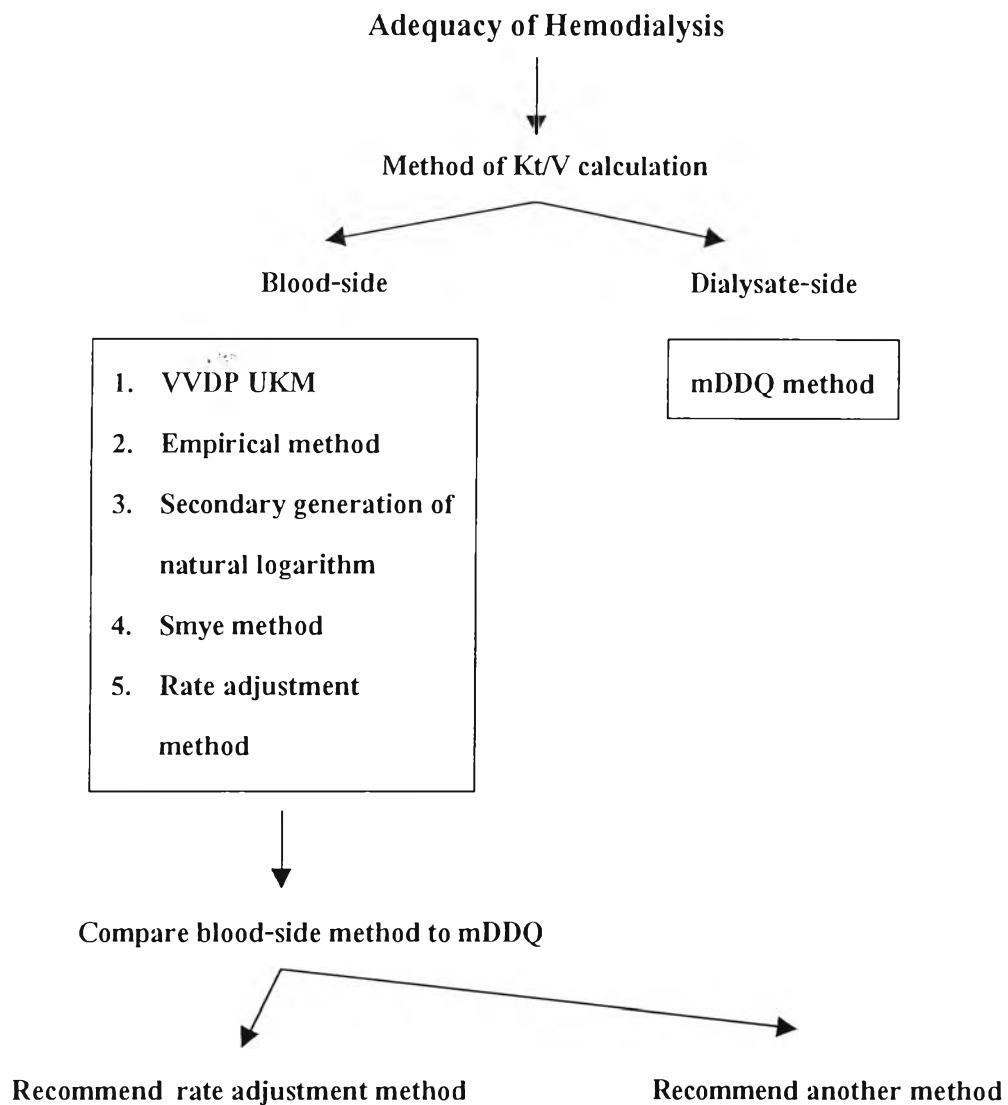 Adequacy of Hemodialysis
Method of Kt/V calculation
Blood-side
Dialysate-side
1. VVDP UKM
2. Empirical method
3. Secondary generation of
natural logarithm
4. Smye method
5. Rate adjustment
method
mDDQ method
Compare blood-side method to mDDQ
Recommend rate adjustment method
Recommend another method